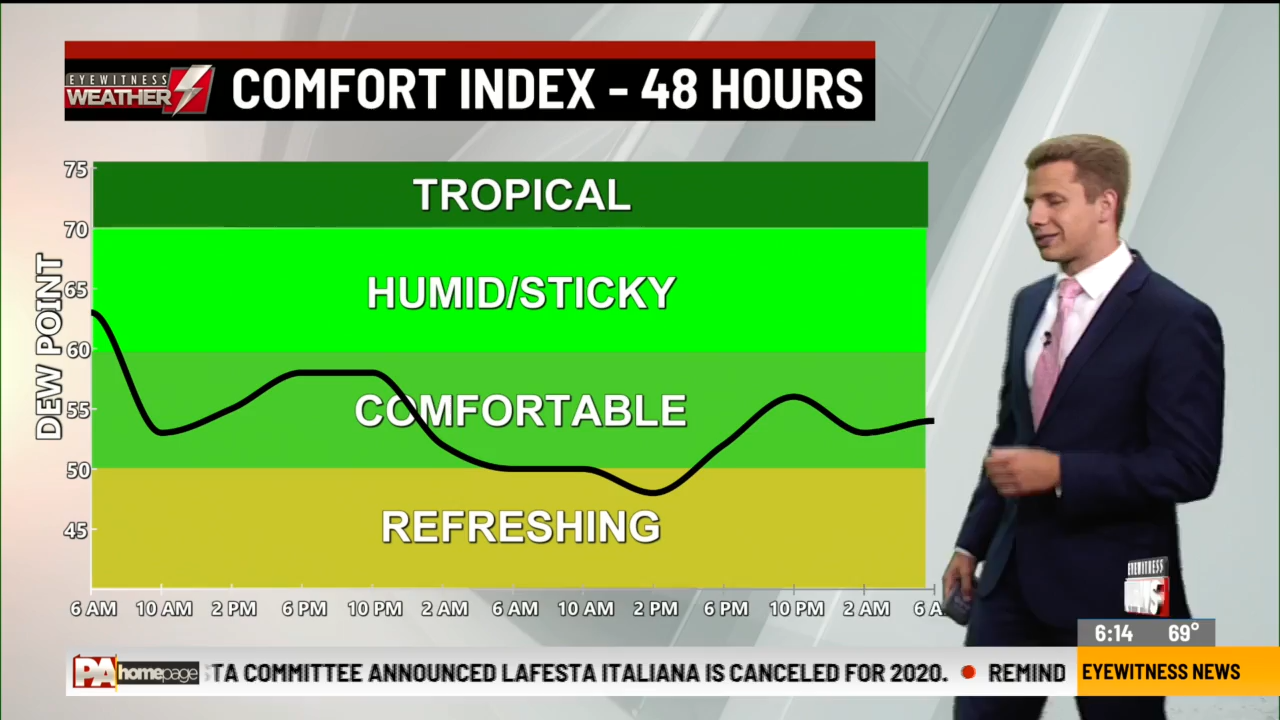 EYEWITNESS
WEATHER
COMFORT INDEX - 48 HOURS
DEW POINT
75
70
65
60
55
50
45
TROPICAL
HUMID/STICKY
COMFORTABLE
REFRESHING
6 AM 10 AM 2 PM 6 PM 10 PM 2 AM 6 AM 10 AM 2 PM 6 PM 10 PM 2 AM 6 A
EYEWITNESS
6:14 69°
PA homepage TA COMMITTEE ANNOUNCED LAFESTA ITALIANA IS CANCELED FOR 2020. • REMIND
EYEWITNESS NEWS